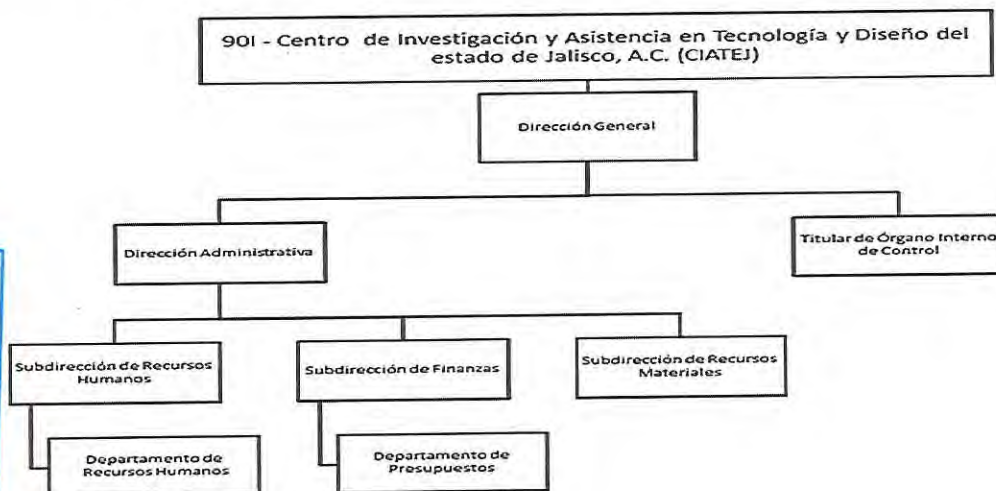 90I - Centro de Investigación y Asistencia en Tecnología y Diseño del
estado de Jalisco, A.C. (CIATEJ)
Dirección General
Dirección Administrativa
Titular de Órgano Interno
de Control
Subdirección de Recursos
Humanos
Subdirección de Finanzas
Subdirección de Recursos
Materiales
Departamento de
Recursos Humanos
Departamento de
Presupuestos